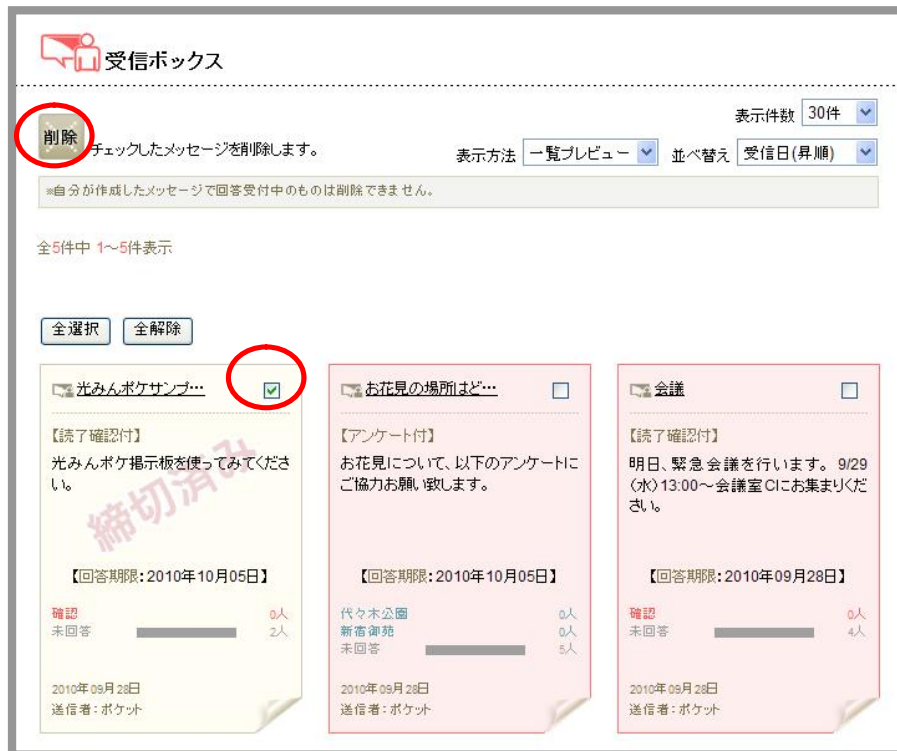 受信ボックス
表示件数 30件
削除 チェックしたメッセージを削除します。
表示方法 一覧プレビュー 並べ替え 受信日(昇順)
※自分が作成したメッセージで回答受付中のものは削除できません。
全5件中 1～5件表示
全選択 全解除
光みんポケサンプ…
【読了確認付】
光みんポケ掲示板を使ってみてくださ
い。
締切済み
【回答期限:2010年10月05日】
確認 0人
未回答 2人
2010年09月28日
送信者:ポケット
お花見の場所はど…
【アンケート付】
お花見について、以下のアンケートに
ご協力お願い致します。
【回答期限:2010年10月05日】
代々木公園 0人
新宿御苑 0人
未回答 5人
2010年09月28日
送信者:ポケット
会議
【読了確認付】
明日、緊急会議を行います。9/29
(水)13:00～会議室Cにお集まりくだ
さい。
【回答期限:2010年09月28日】
確認 0人
未回答 4人
2010年09月28日
送信者:ポケット